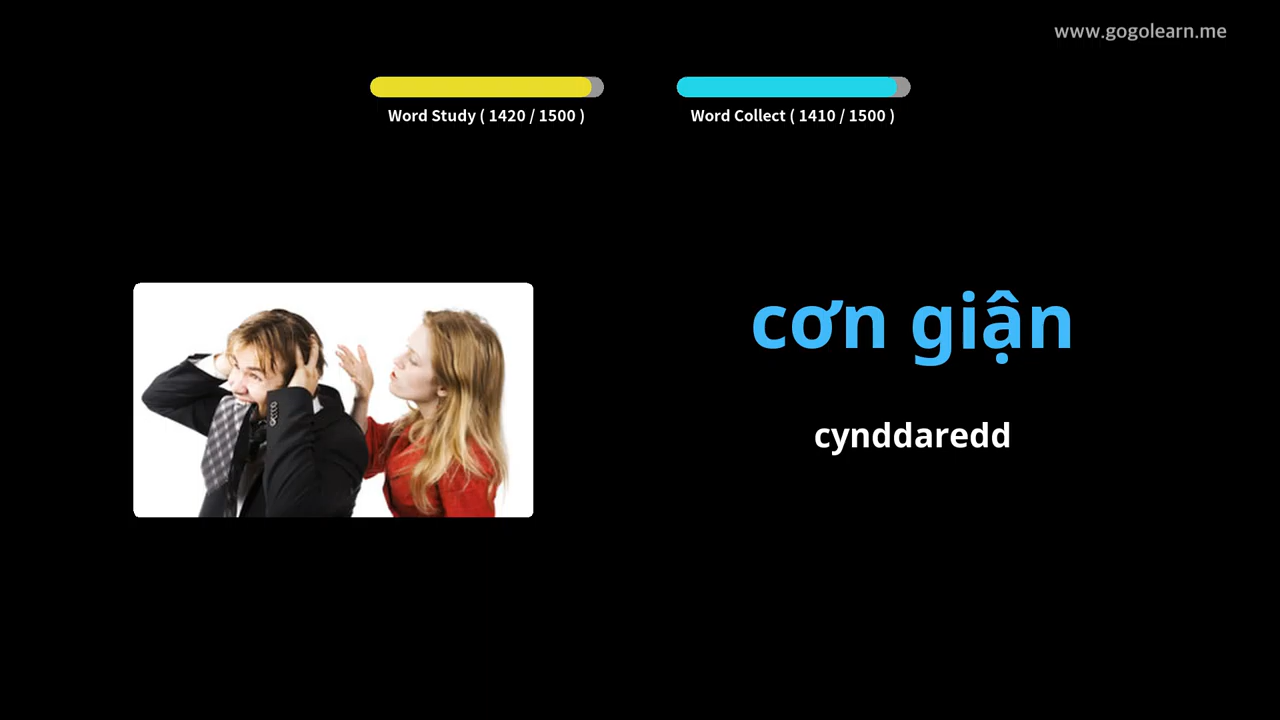 www.gogolearn.me
Word Study ( 1420 / 1500 )
Word Collect ( 1410 / 1500 )
cơn giận
cynddaredd